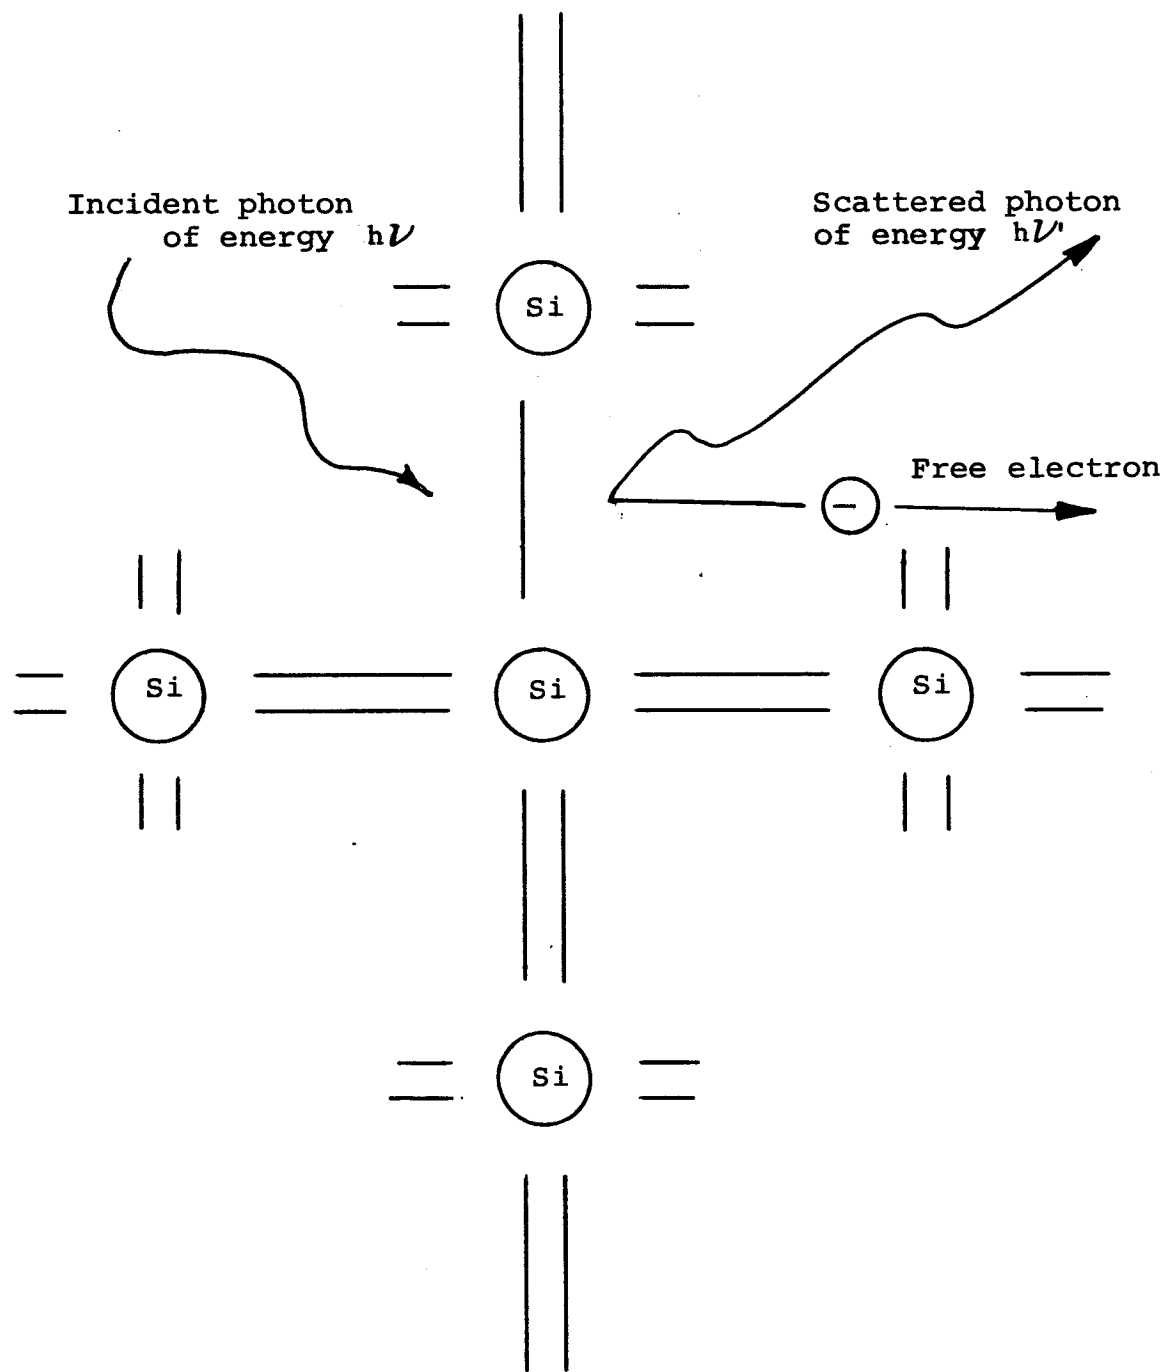 Incident photon
of energy hν
Scattered photon
of energy hν'
Si
Free electron
−
Si
Si
Si
Si